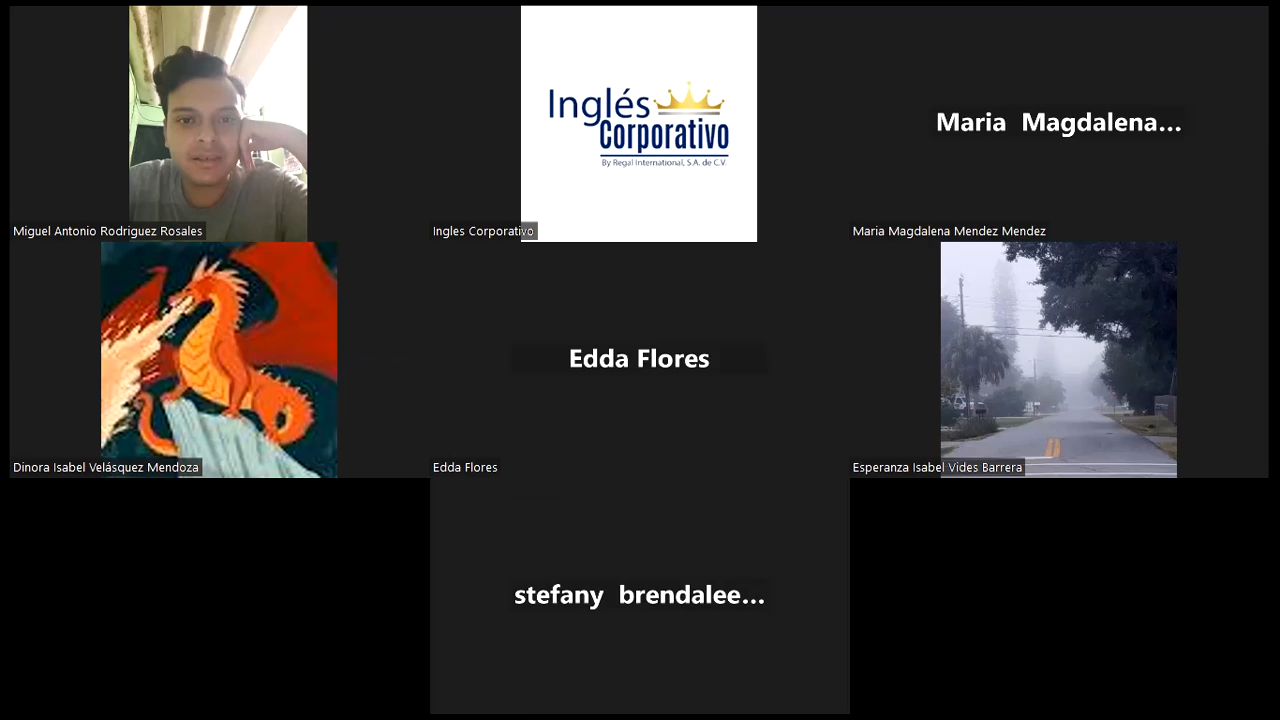 Inglés
Corporativo
By Regal International, S.A. de C.V.
Maria Magdalena...
Miguel Antonio Rodriguez Rosales
Ingles Corporativo
Maria Magdalena Mendez Mendez
Edda Flores
Dinora Isabel Velásquez Mendoza
Edda Flores
Esperanza Isabel Vides Barrera
stefany brendalee...